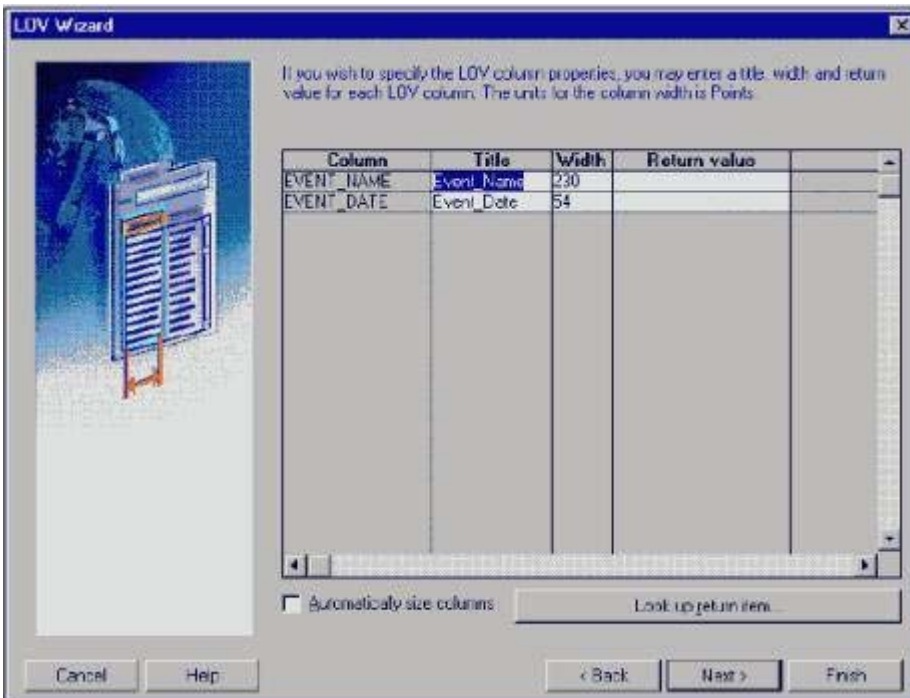 LOV Wizard
If you wish to specify the LOV column properties, you may enter a title, width and return
value for each LOV column. The units for the column width is Points.
Column Title Width Return value
EVENT_NAME Event_Name 230
EVENT_DATE Event_Date 54
Automatically size columns
Look up return item...
Cancel
Help
< Back
Next >
Finish